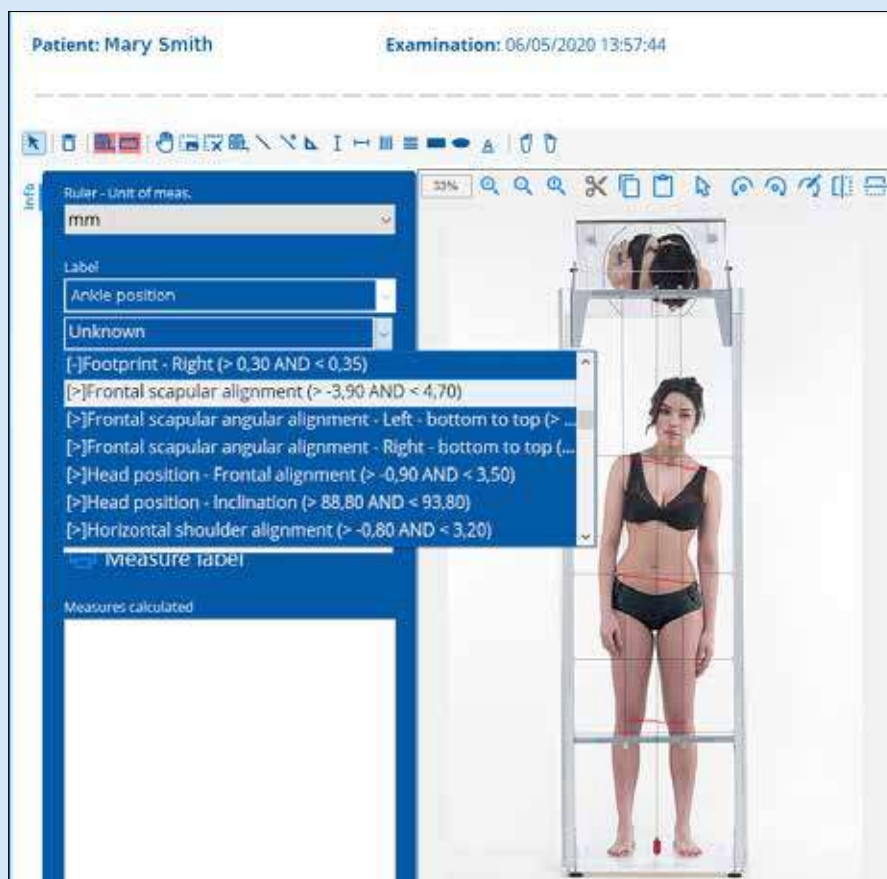 Patient: Mary Smith
Examination: 06/05/2020 13:57:44
Info
33%
Ruler - Unit of meas.
mm
Label
Ankle position
Unknown
[-]Footprint - Right (> 0,30 AND < 0,35)
[>]Frontal scapular alignment (> -3,90 AND < 4,70)
[>]Frontal scapular angular alignment - Left - bottom to top (> ...
[>]Frontal scapular angular alignment - Right - bottom to top (...
[>]Head position - Frontal alignment (> -0,90 AND < 3,50)
[>]Head position - Inclination (> 88,80 AND < 93,80)
[>]Horizontal shoulder alignment (> -0,80 AND < 3,20)
Measure label
Measures calculated